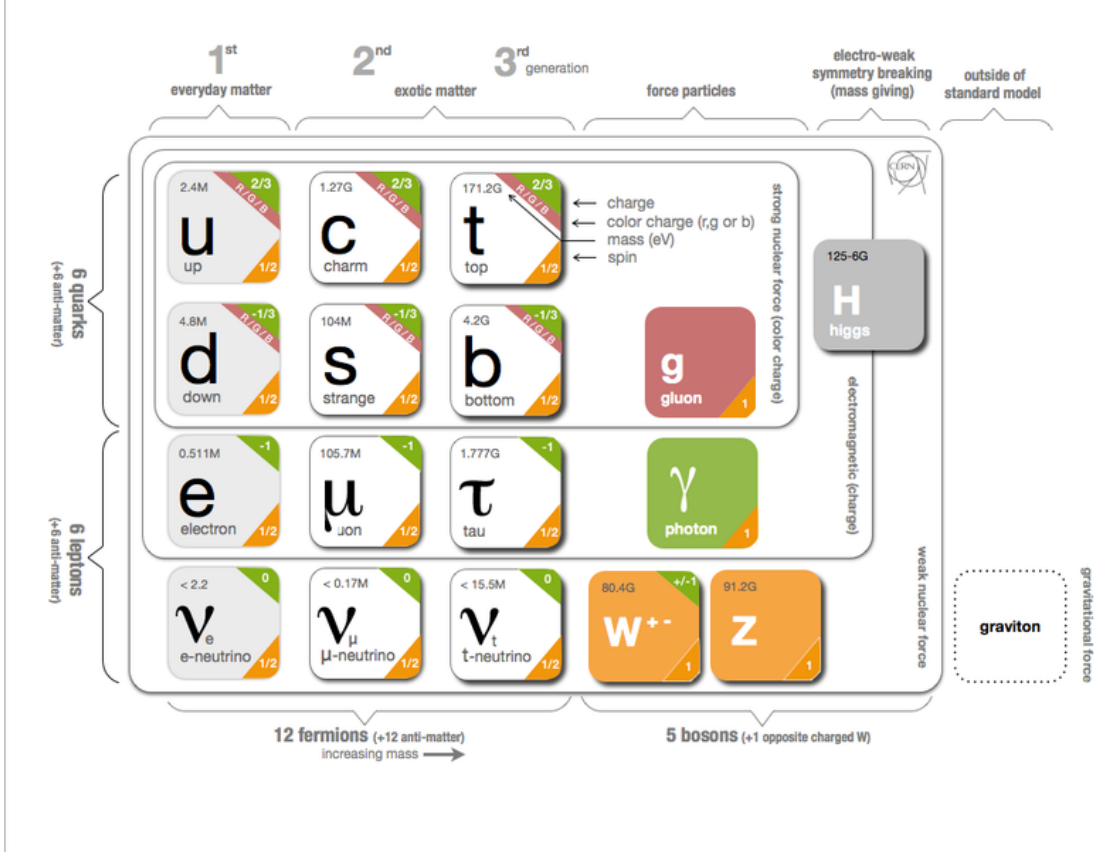 1st
2nd
3rd generation
everyday matter
exotic matter
force particles
electro-weak
symmetry breaking
(mass giving)
outside of
standard model
CERN
6 quarks
(+6 anti-matter)
2.4M
2/3
R/G/B
u
up
1/2
1.27G
2/3
R/G/B
c
charm
1/2
171.2G
2/3
R/G/B
t
top
1/2
charge
color charge (r,g or b)
mass (eV)
spin
strong nuclear force (color charge)
125-6G
H
higgs
4.8M
-1/3
R/G/B
d
down
1/2
104M
-1/3
R/G/B
s
strange
1/2
4.2G
-1/3
R/G/B
b
bottom
1/2
g
gluon
1
electromagnetic (charge)
6 leptons
(+6 anti-matter)
0.511M
-1
e
electron
1/2
105.7M
-1
μ
uon
1/2
1.777G
-1
τ
tau
1/2
γ
photon
1
weak nuclear force
< 2.2
0
νe
e-neutrino
1/2
< 0.17M
0
νμ
μ-neutrino
1/2
< 15.5M
0
νt
t-neutrino
1/2
80.4G
+/-1
W+-
1
91.2G
Z
1
graviton
gravitational force
12 fermions (+12 anti-matter)
increasing mass
5 bosons (+1 opposite charged W)